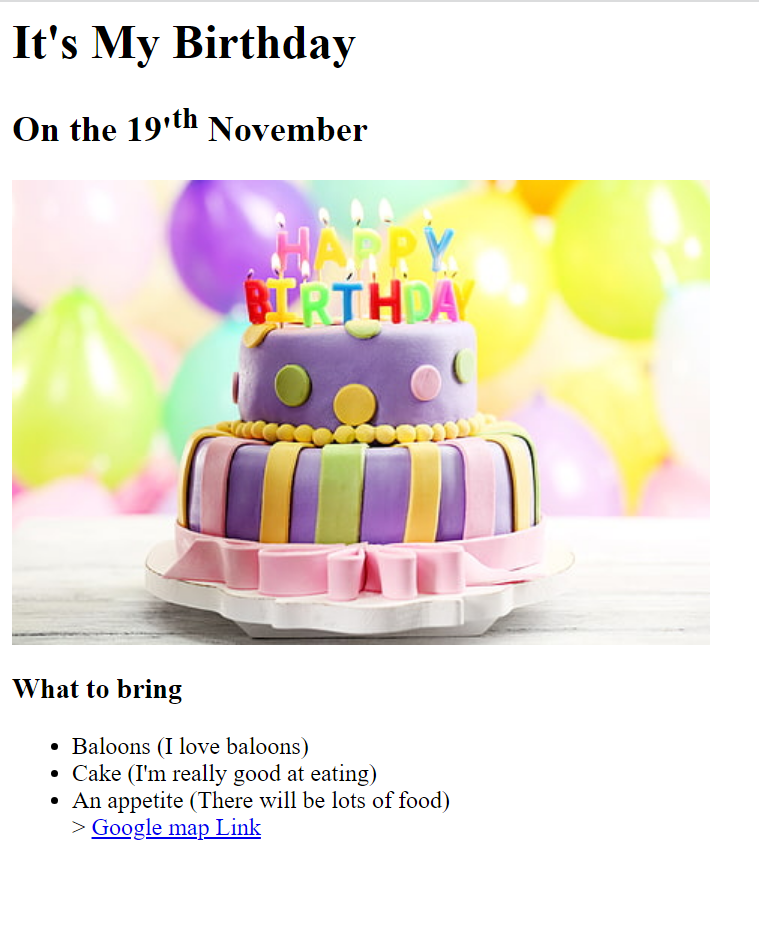 It's My Birthday
On the 19'th November
HAPPY
BIRTHDAY
What to bring
Baloons (I love baloons)
Cake (I'm really good at eating)
An appetite (There will be lots of food)
> Google map Link